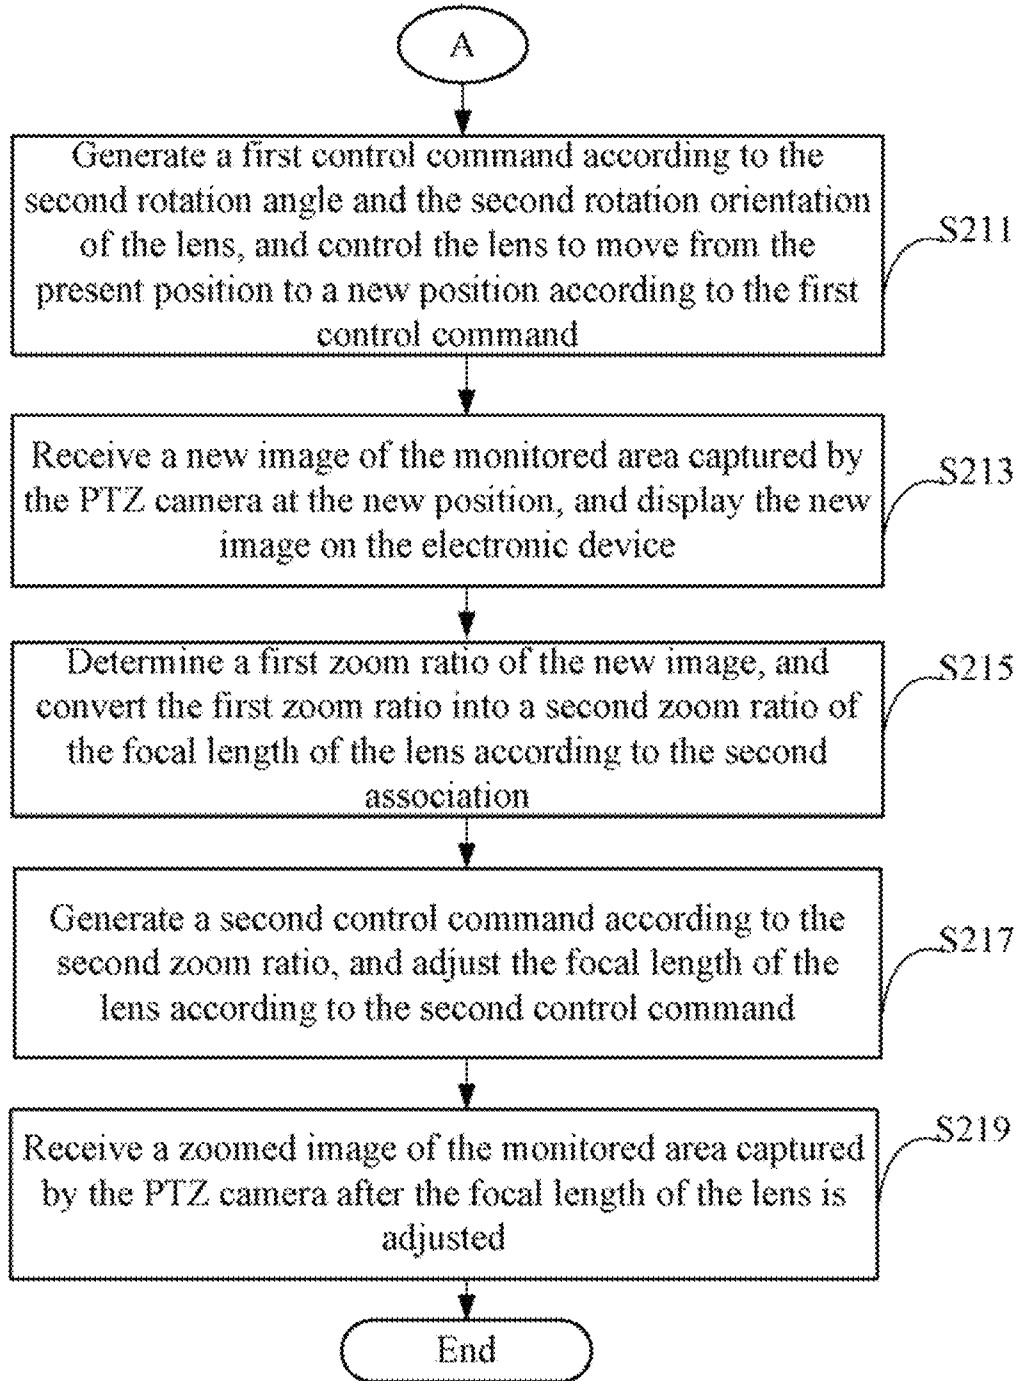 A
Generate a first control command according to the
second rotation angle and the second rotation orientation
of the lens, and control the lens to move from the
present position to a new position according to the first
control command
S211
Receive a new image of the monitored area captured by
the PTZ camera at the new position, and display the new
image on the electronic device
S213
Determine a first zoom ratio of the new image, and
convert the first zoom ratio into a second zoom ratio of
the focal length of the lens according to the second
association
S215
Generate a second control command according to the
second zoom ratio, and adjust the focal length of the
lens according to the second control command
S217
Receive a zoomed image of the monitored area captured
by the PTZ camera after the focal length of the lens is
adjusted
S219
End